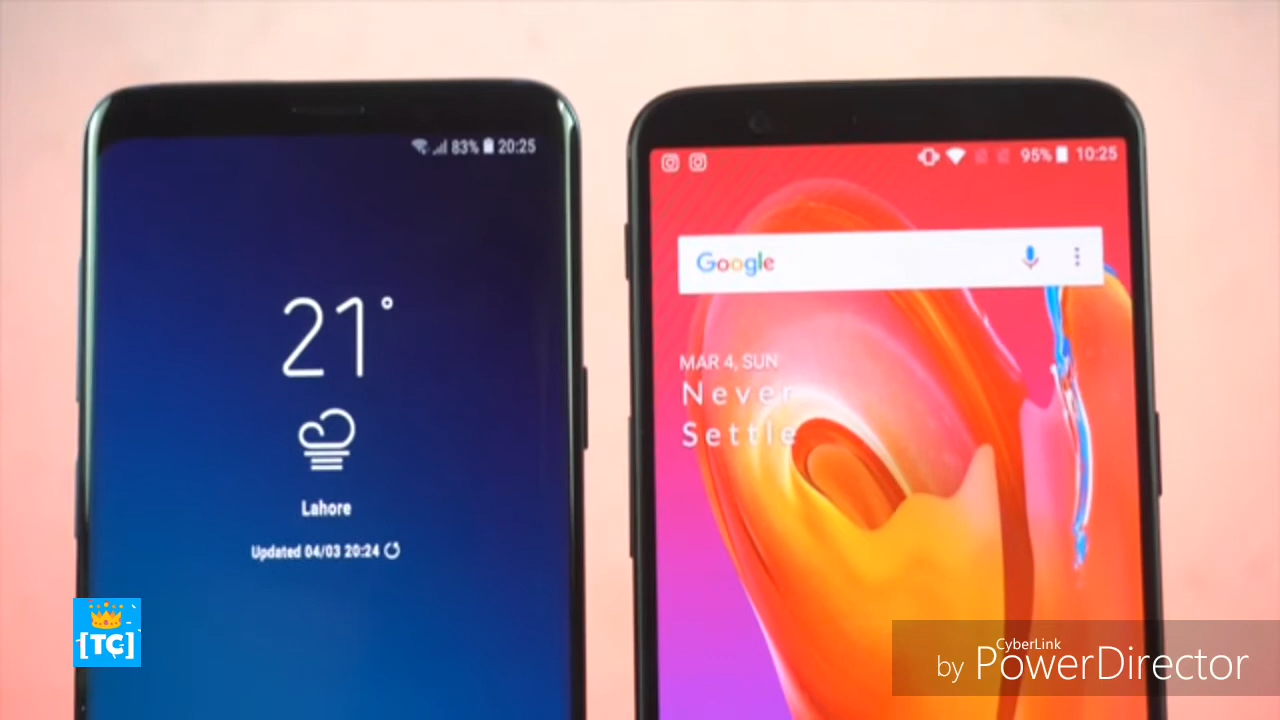 83% 20:25
21°
Lahore
Updated 04/03 20:24
95% 10:25
Google
MAR 4, SUN
Never
Settle
[TC]
CyberLink
by PowerDirector